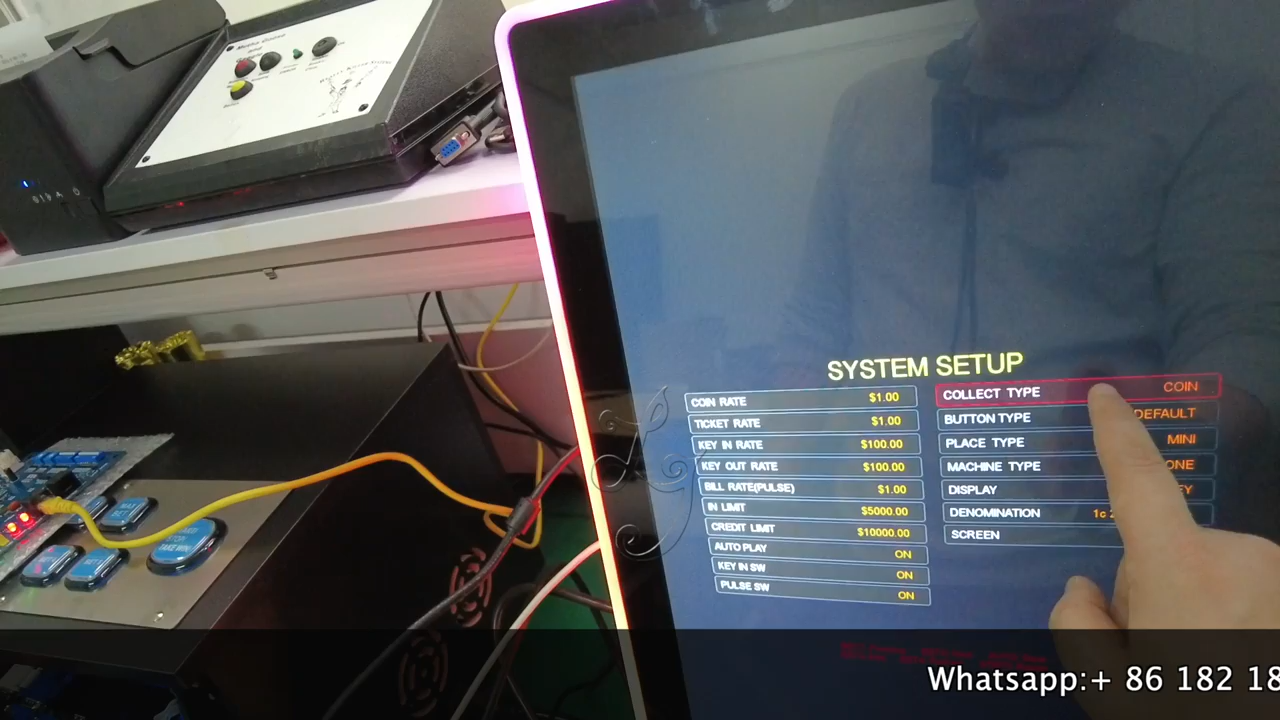 SYSTEM SETUP
COIN RATE $1.00
TICKET RATE $1.00
KEY IN RATE $100.00
KEY OUT RATE $100.00
BILL RATE(PULSE) $1.00
IN LIMIT $5000.00
CREDIT LIMIT $10000.00
AUTO PLAY ON
KEY IN SW ON
PULSE SW ON
COLLECT TYPE COIN
BUTTON TYPE DEFAULT
PLACE TYPE MINI
MACHINE TYPE
DISPLAY
DENOMINATION 1c
SCREEN
TAKE WIN
Whatsapp:+ 86 182 18